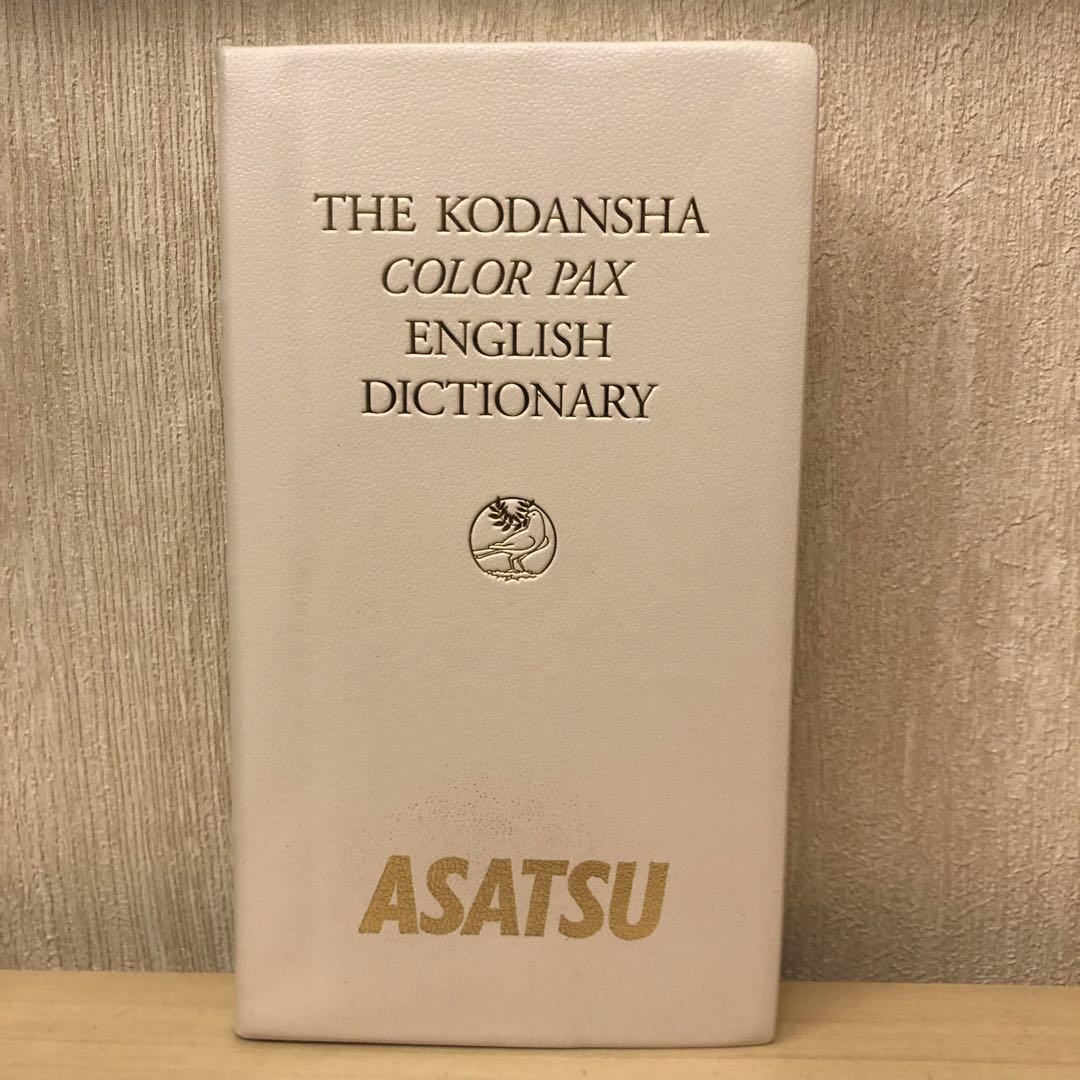 THE KODANSHA
COLOR PAX
ENGLISH
DICTIONARY
ASATSU